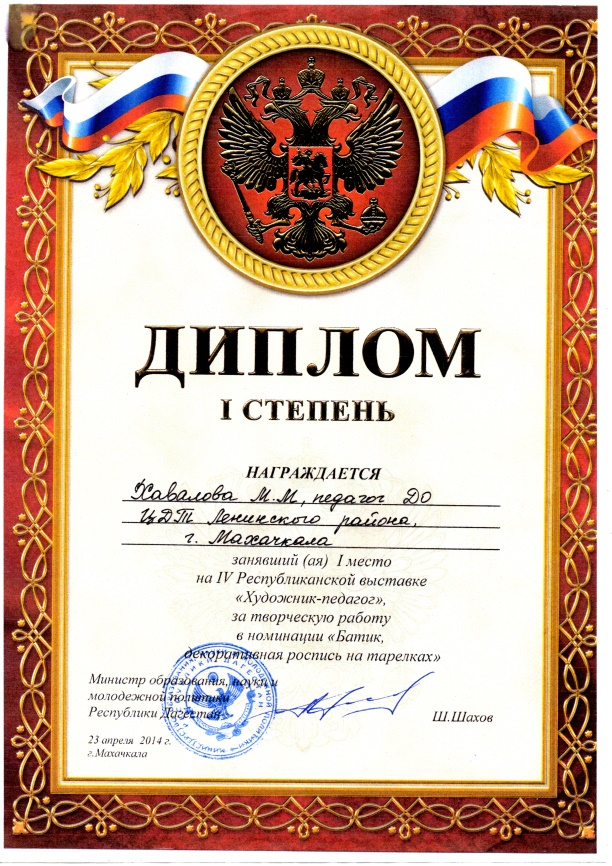 ДИПЛОМ
I СТЕПЕНЬ
НАГРАЖДАЕТСЯ
Хавалова М.М, педагог ДО
ЦДТ Ленинского района,
г. Махачкала
занявший (ая) I место
на IV Республиканской выставке
«Художник-педагог»,
за творческую работу
в номинации «Батик,
декоративная роспись на тарелках»
Министр образования, науки и
молодежной политики
Республики Дагестан
Ш.Шахов
23 апреля 2014 г.
г.Махачкала